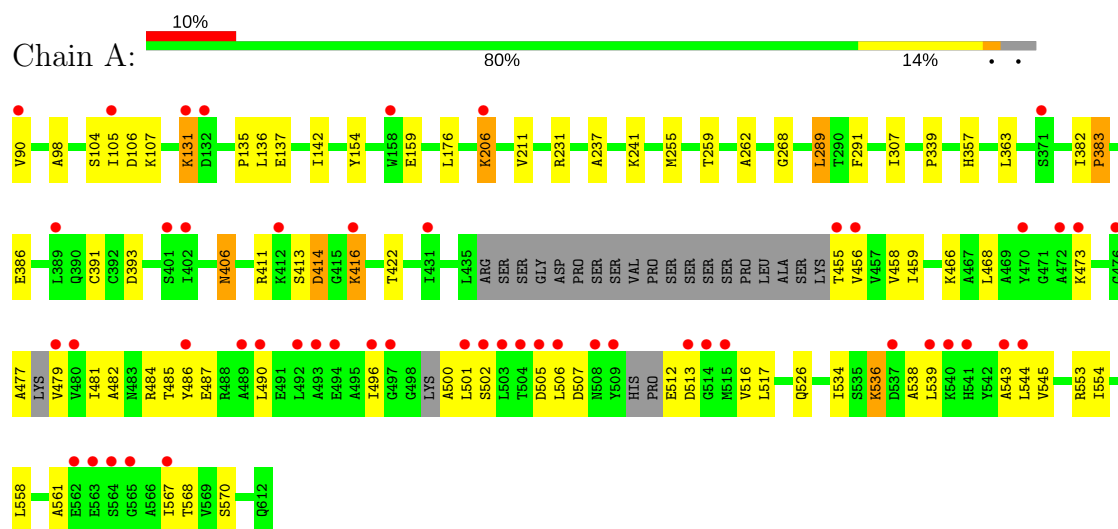 10%
Chain A:
80% 14% • •
V90 A98 S104 I105 D106 K107 K131 D132 P135 L136 E137 I142 Y154 W158 E159 L176 K206 V211 R231 A237 K241 M255 T259 A262 G268 L289 T290 F291 I307 P339 H357 L363 S371 I382 P383
E386 L389 Q390 C391 C392 D393 S401 I402 N406 R411 K412 S413 D414 G415 K416 T422 I431 L435 ARG SER SER GLY ASP PRO SER SER VAL PRO SER SER SER SER PRO LEU ALA SER LYS T455 V456 V457 V458 I459 K466 A467 L468 A469 Y470 G471 A472 K473 G476
A477 LYS V479 V480 I481 A482 N483 R484 T485 Y486 E487 R488 A489 L490 E491 L492 A493 E494 A495 I496 G497 G498 LYS A500 L501 S502 L503 T504 D505 L506 D507 N508 Y509 HIS PRO E512 D513 G514 M515 V516 L517 Q526 I534 S535 K536 D537 A538 L539 K540 H541 Y542 A543 L544 V545 R553 I554
L558 A561 E562 E563 S564 G565 A566 I567 T568 V569 S570 Q612